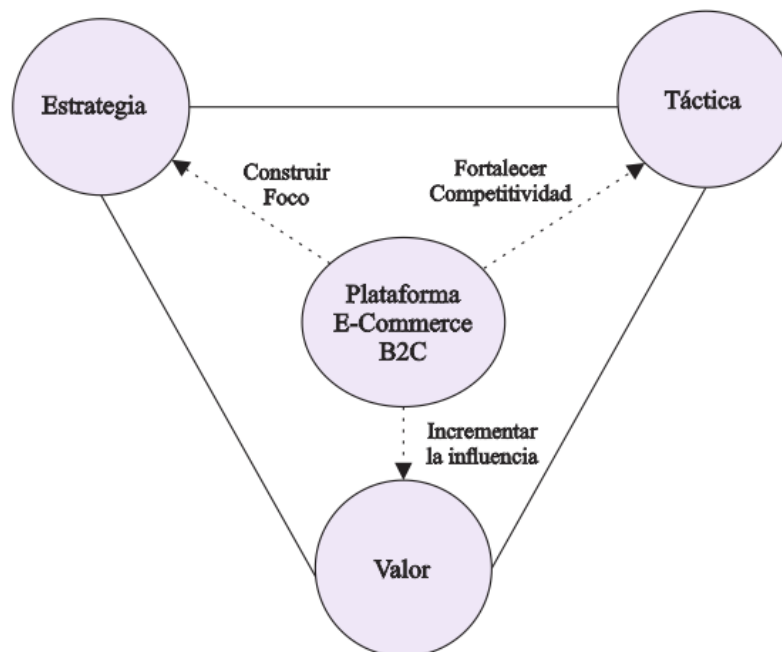 Estrategia
Táctica
Construir
Foco
Fortalecer
Competitividad
Plataforma
E-Commerce
B2C
Incrementar
la influencia
Valor